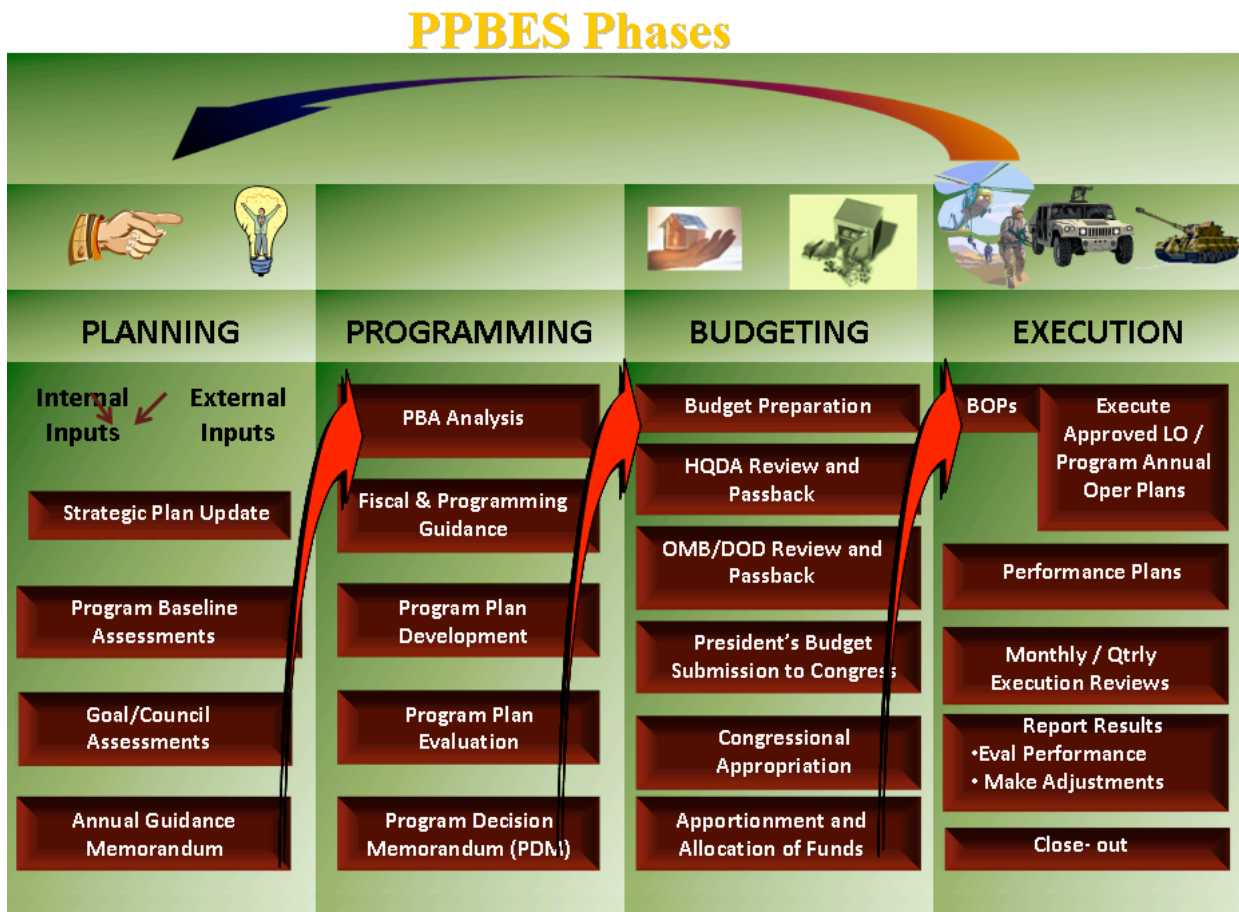 PPBES Phases
PLANNING
PROGRAMMING
BUDGETING
EXECUTION
Internal
Inputs
External
Inputs
Strategic Plan Update
Program Baseline
Assessments
Goal/Council
Assessments
Annual Guidance
Memorandum
PBA Analysis
Fiscal & Programming
Guidance
Program Plan
Development
Program Plan
Evaluation
Program Decision
Memorandum (PDM)
Budget Preparation
HQDA Review and
Passback
OMB/DOD Review and
Passback
President’s Budget
Submission to Congress
Congressional
Appropriation
Apportionment and
Allocation of Funds
BOPs
Execute
Approved LO /
Program Annual
Oper Plans
Performance Plans
Monthly / Qtrly
Execution Reviews
Report Results
•Eval Performance
• Make Adjustments
Close- out